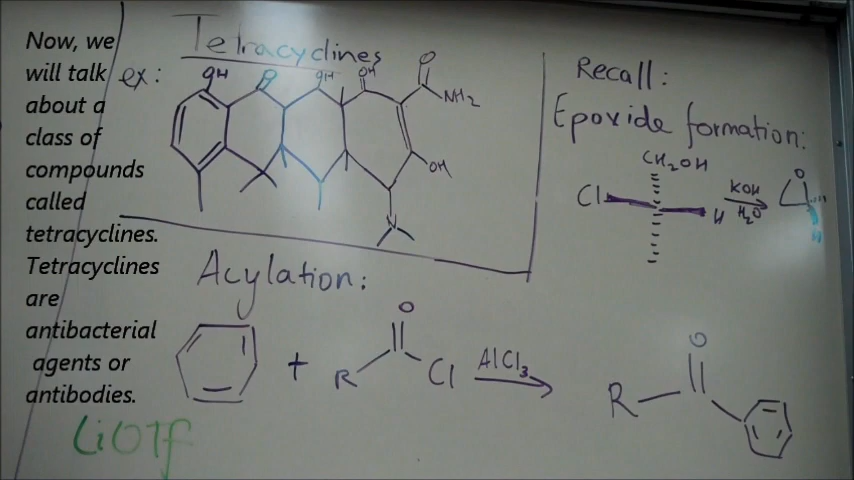 Now, we
will talk
about a
class of
compounds
called
tetracyclines.
Tetracyclines
are
antibacterial
agents or
antibodies.
Tetracyclines
ex:
OH O OH OH O
NH2
OH
N
Recall:
Epoxide formation:
CH2OH
Cl H KOH O
H2O
Acylation:
+ R O Cl AlCl3 R O
LiOTf